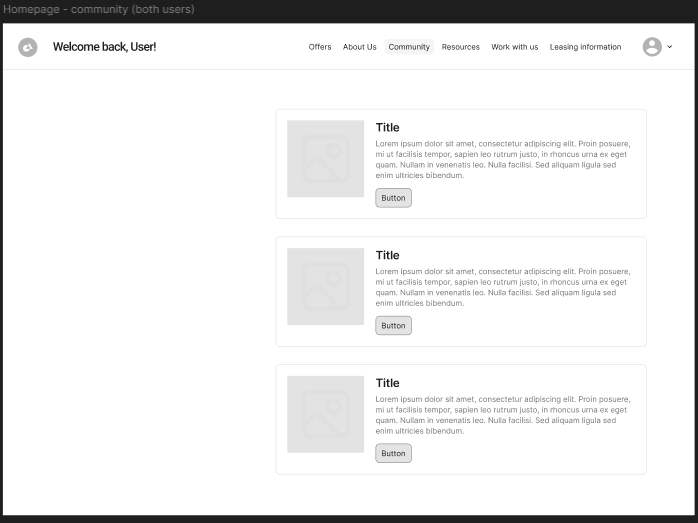 Homepage - community (both users)
Welcome back, User!
Offers About Us Community Resources Work with us Leasing information
Title
Lorem ipsum dolor sit amet, consectetur adipiscing elit. Proin posuere,
mi ut facilisis tempor, sapien leo rutrum justo, in rhoncus urna ex eget
quam. Nullam in venenatis leo. Nulla facilisi. Sed aliquam ligula sed
enim ultricies bibendum.
Button
Title
Lorem ipsum dolor sit amet, consectetur adipiscing elit. Proin posuere,
mi ut facilisis tempor, sapien leo rutrum justo, in rhoncus urna ex eget
quam. Nullam in venenatis leo. Nulla facilisi. Sed aliquam ligula sed
enim ultricies bibendum.
Button
Title
Lorem ipsum dolor sit amet, consectetur adipiscing elit. Proin posuere,
mi ut facilisis tempor, sapien leo rutrum justo, in rhoncus urna ex eget
quam. Nullam in venenatis leo. Nulla facilisi. Sed aliquam ligula sed
enim ultricies bibendum.
Button